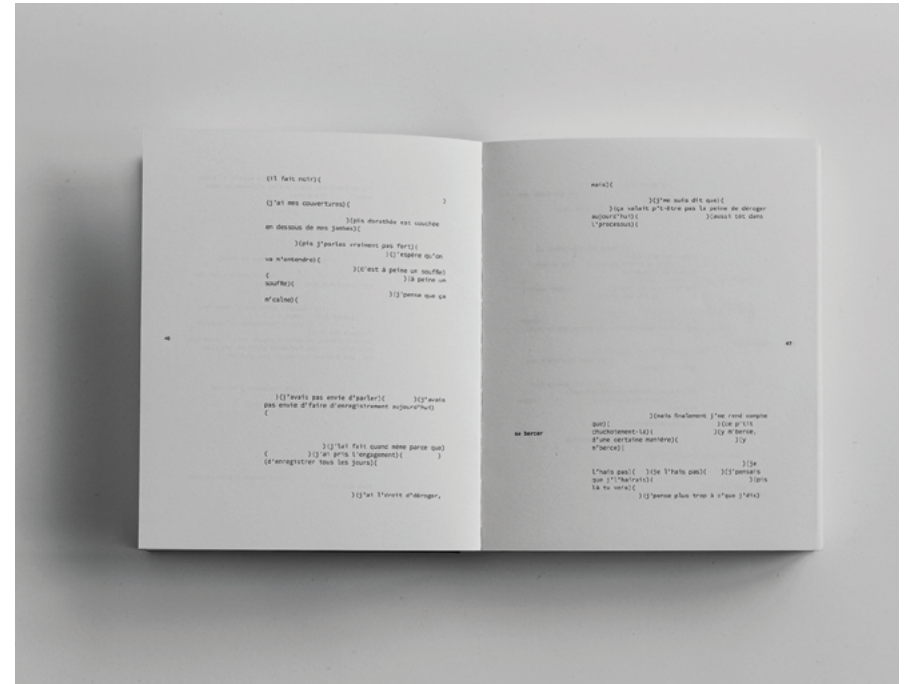 (il fait noir)(
(j'ai mes couvertures)( )
)(pis dorothée est couchée
en dessous de mes jambes)(
)(pis j'parles vraiment pas fort)(
)(j'espère qu'on
va m'entendre)(
)(c'est à peine un souffle)
( )(à peine un
souffle)(
)(j'pense que ça
m'calme)(
40
)(j'avais pas envie d'parler)( )(j'avais
pas envie d'faire d'enregistrement aujourd'hui)
(
)(j'lai fait quand même parce que)
( )(j'ai pris l'engagement)( )
(d'enregistrer tous les jours)(
)(j'ai l'droit d'déroger,
mais)(
)(j'me suis dit que)(
)(ça valait p't-être pas la peine de déroger
aujourd'hui)( )(aussi tôt dans
l'processus)(
41
)(mais finalement j'me rend compte
que)( )(ce p'tit
chuchotement-là)( )(y m'berce,
se bercer
d'une certaine manière)( )(y
m'berce)(
)(je
l'hais pas)( )(je l'hais pas)( )(j'pensais
que j'l'haïrais)( )(pis
là tu vois)(
)(j'pense plus trop à c'que j'dis)